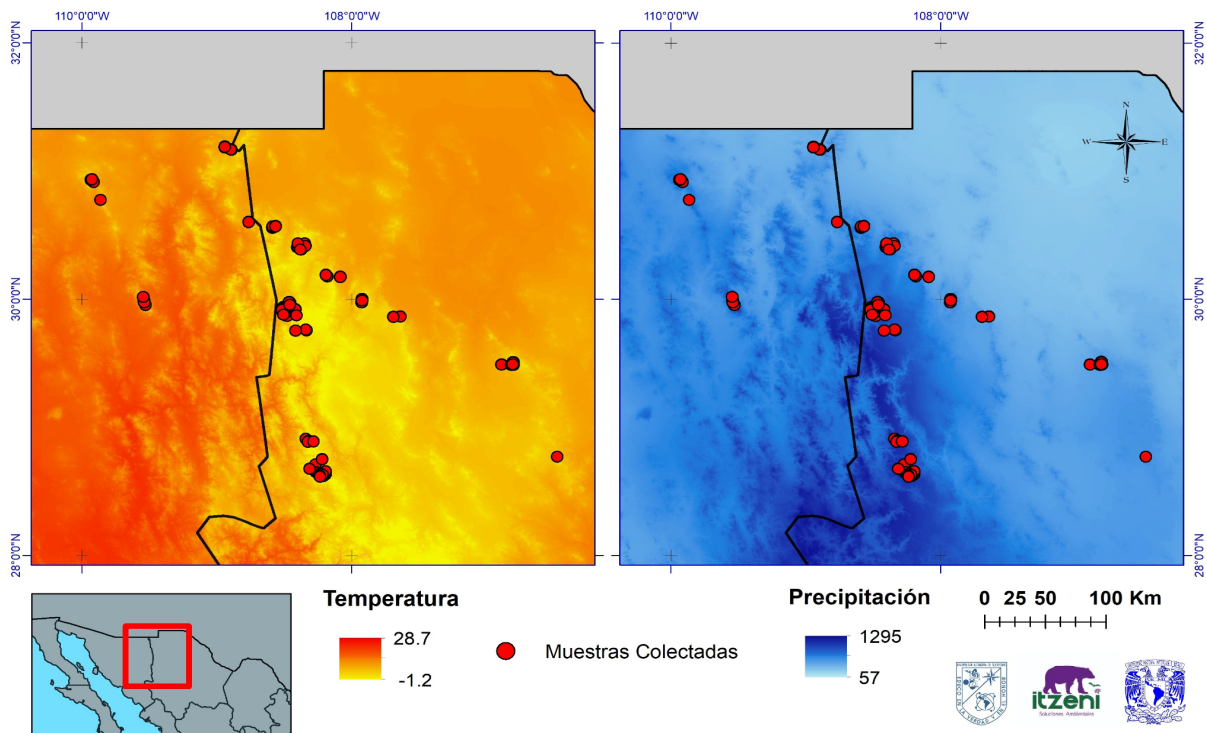 110°0'0"W 108°0'0"W 110°0'0"W 108°0'0"W
32°0'0"N 32°0'0"N
N
W E
S
30°0'0"N 30°0'0"N
28°0'0"N 28°0'0"N
Temperatura
28.7
-1.2
Muestras Colectadas
Precipitación
1295
57
0 25 50 100 Km
itzeni
Soluciones Ambientales